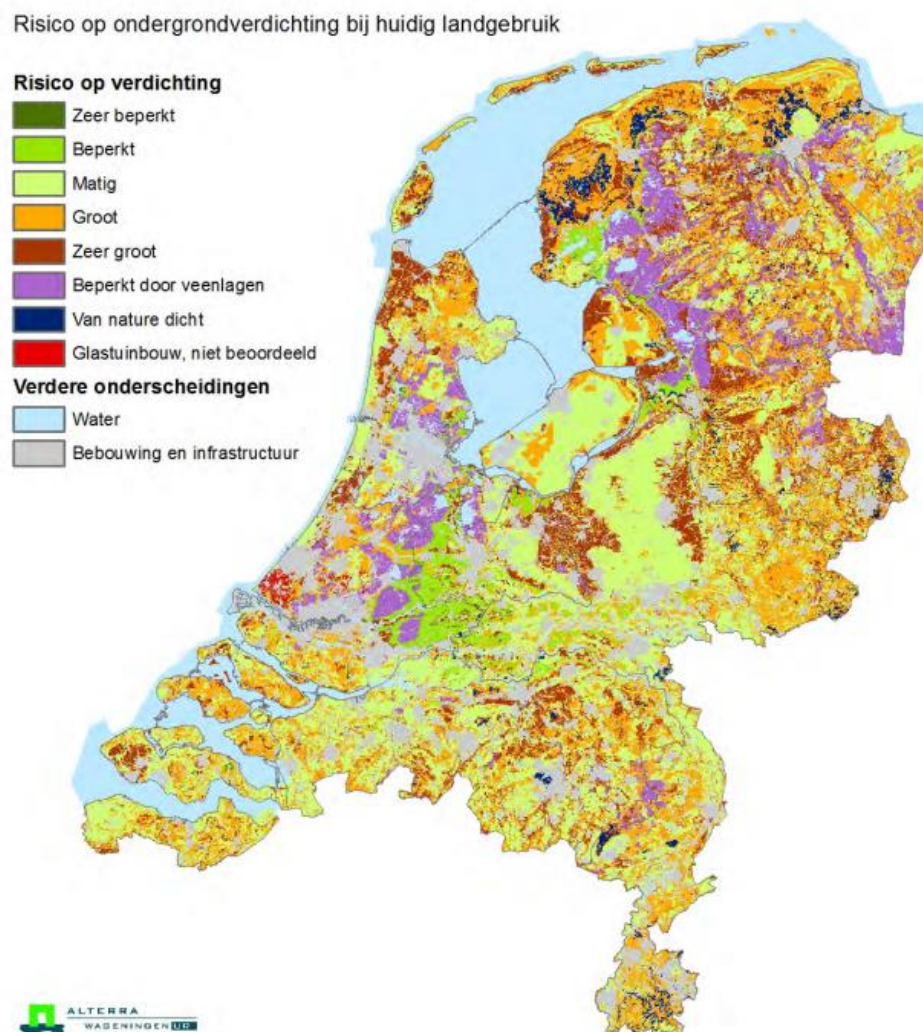 Risico op ondergrondverdichting bij huidig landgebruik
Risico op verdichting
Zeer beperkt
Beperkt
Matig
Groot
Zeer groot
Beperkt door veenlagen
Van nature dicht
Glastuinbouw, niet beoordeeld
Verdere onderscheidingen
Water
Bebouwing en infrastructuur
ALTERRA
WAGENINGEN UR